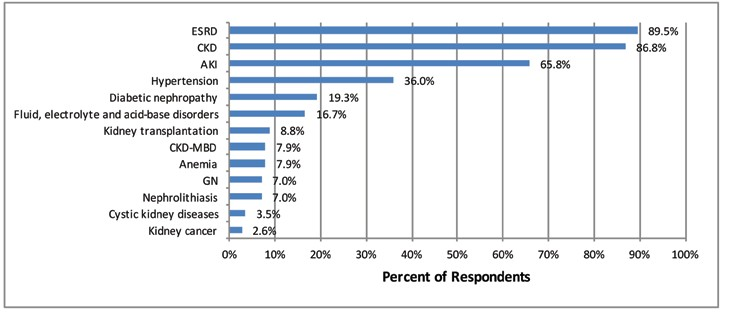 ESRD 89.5%
CKD 86.8%
AKI 65.8%
Hypertension 36.0%
Diabetic nephropathy 19.3%
Fluid, electrolyte and acid-base disorders 16.7%
Kidney transplantation 8.8%
CKD-MBD 7.9%
Anemia 7.9%
GN 7.0%
Nephrolithiasis 7.0%
Cystic kidney diseases 3.5%
Kidney cancer 2.6%
0% 10% 20% 30% 40% 50% 60% 70% 80% 90% 100%
Percent of Respondents